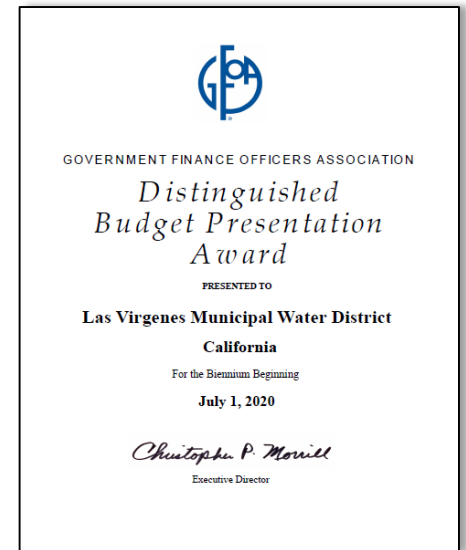 GFOA
GOVERNMENT FINANCE OFFICERS ASSOCIATION
Distinguished
Budget Presentation
Award
PRESENTED TO
Las Virgenes Municipal Water District
California
For the Biennium Beginning
July 1, 2020
Christopher P. Morrill
Executive Director